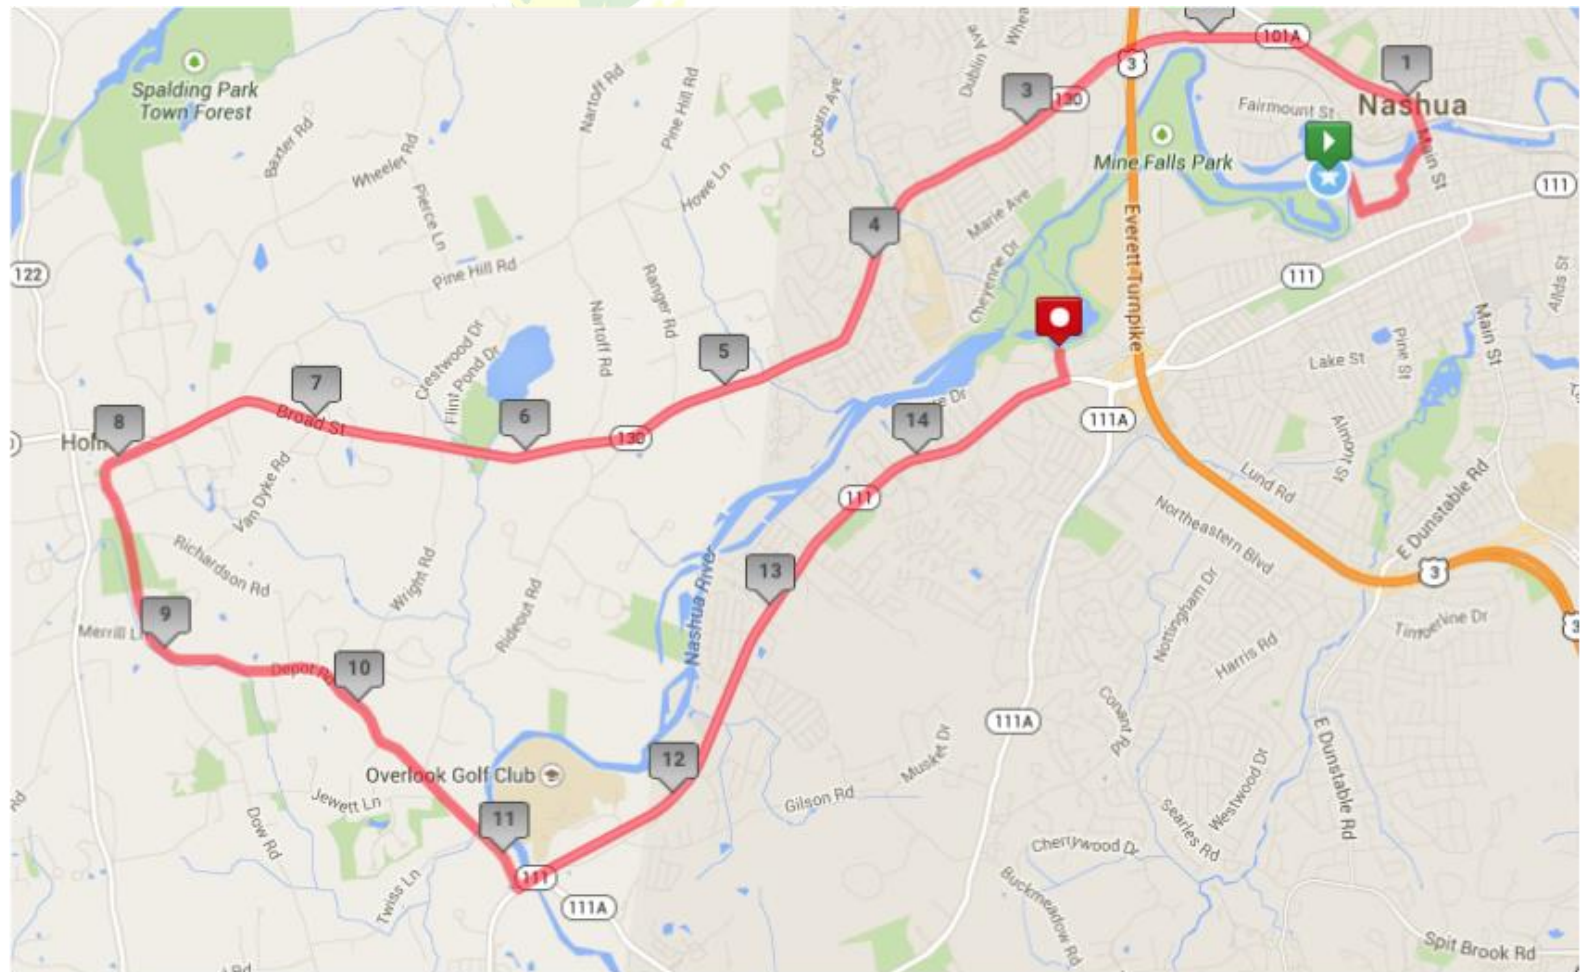 101A
3
1
Spalding Park
Town Forest
Nartoff Rd
Pine Hill Rd
Coburn Ave
Dublin Ave
3
130
Fairmount St
Nashua
Baxter Rd
Wheeler Rd
Mine Falls Park
Main St
Pierce Ln
Howe Ln
Marie Ave
111
4
122
Pine Hill Rd
Ranger Rd
Cheyenne Dr
Everett Turnpike
111
Allds St
Nartoff Rd
Crestwood Dr
Flint Pond Dr
5
Lake St
Pine St
Main St
7
Broad St
6
130
8
14
111A
Almont St
Van Dyke Rd
111
Lund Rd
E Dunstable Rd
Northeastern Blvd
Richardson Rd
Wright Rd
Rideout Rd
Nashua River
13
3
9
Nottingham Dr
Harris Rd
3
Depot Rd
10
Conant Rd
111A
E Dunstable Rd
Overlook Golf Club
12
Musket Dr
Gilson Rd
Westwood Dr
Searles Rd
Jewett Ln
Dow Rd
11
Cherrywood Dr
111
Twiss Ln
111A
Buckmeadow Rd
Spit Brook Rd
Rd